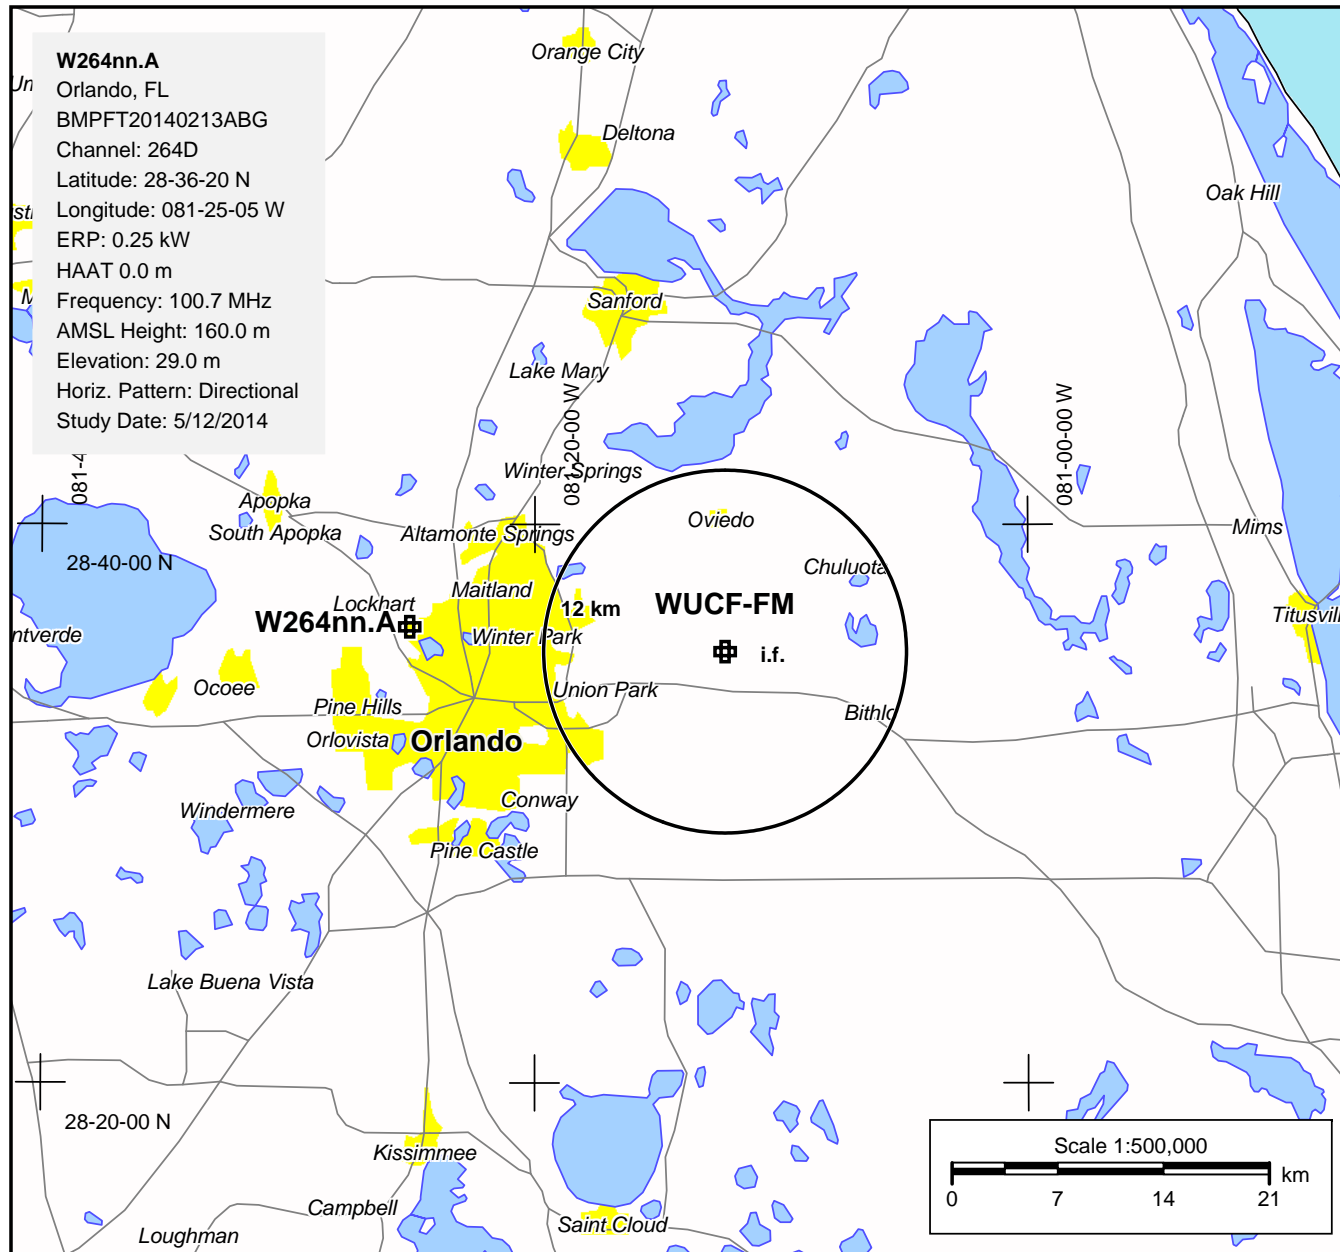 W264nn.A
Orlando, FL
BMPFT20140213ABG
Channel: 264D
Latitude: 28-36-20 N
Longitude: 081-25-05 W
ERP: 0.25 kW
HAAT 0.0 m
Frequency: 100.7 MHz
AMSL Height: 160.0 m
Elevation: 29.0 m
Horiz. Pattern: Directional
Study Date: 5/12/2014
Orange City
Deltona
Oak Hill
Sanford
Lake Mary
081-20-00 W
081-00-00 W
081-4
Winter Springs
Apopka
South Apopka
Altamonte Springs
Oviedo
Mims
28-40-00 N
Chuluota
Maitland
Lockhart
12 km
WUCF-FM
Titusvill
W264nn.A
Winter Park
ntverde
i.f.
Ocoee
Union Park
Pine Hills
Bithlo
Orlovista
Orlando
Windermere
Conway
Pine Castle
Lake Buena Vista
28-20-00 N
Kissimmee
Campbell
Saint Cloud
Loughman
Scale 1:500,000
km
0 7 14 21